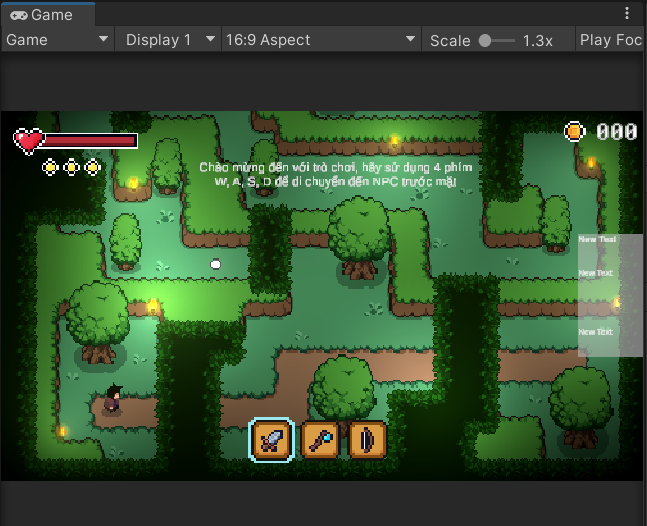 Game
Game
Display 1
16:9 Aspect
Scale
1.3x
Play Foc
000
Chào mừng đến với trò chơi, hãy sử dụng 4 phím
W, A, S, D để di chuyển đến NPC trước mặt
New Text
New Text
New Text